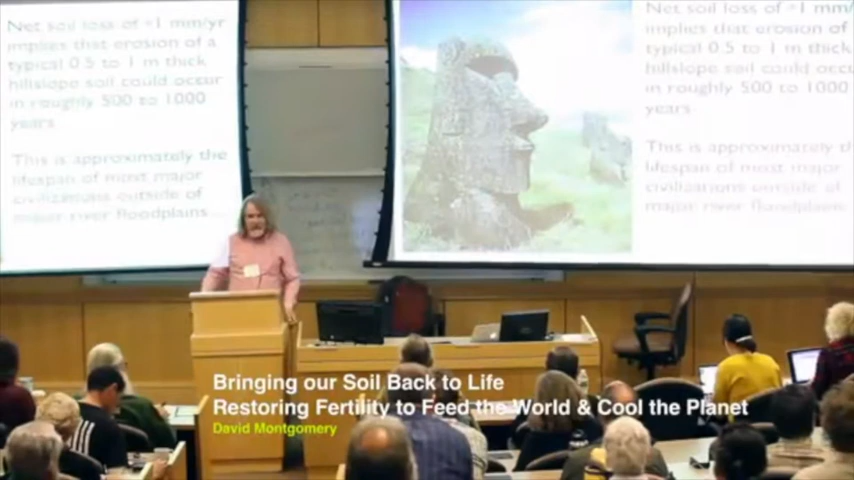 Net soil loss of ~1 mm/yr
implies that erosion of a
typical 0.5 to 1 m thick
hillslope soil could occur
in roughly 500 to 1000
years
This is approximately the
lifespan of most major
civilizations outside of
major river floodplains...
Net soil loss of ~1 mm/
implies that erosion of
typical 0.5 to 1 m thick
hillslope soil could occu
in roughly 500 to 1000
years
This is approximately t
lifespan of most major
civilizations outside of
major river floodplains
Bringing our Soil Back to Life
Restoring Fertility to Feed the World & Cool the Planet
David Montgomery